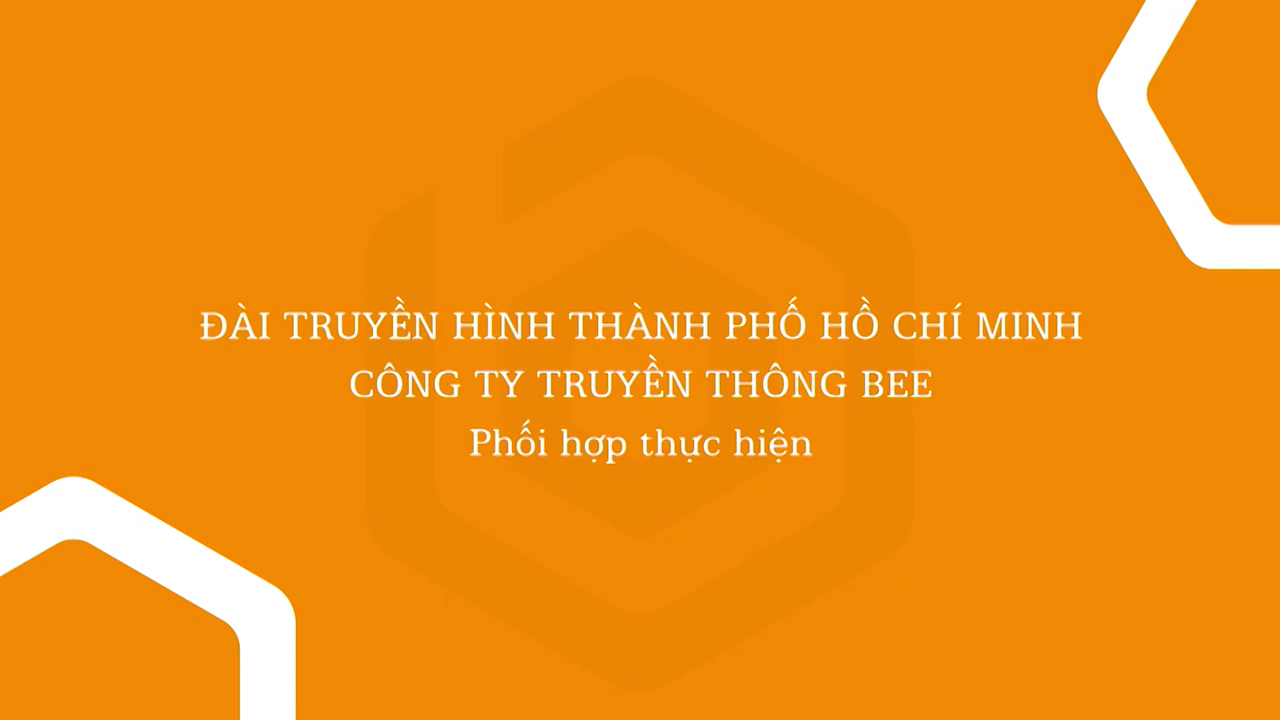 ĐÀI TRUYỀN HÌNH THÀNH PHỐ HỒ CHÍ MINH
CÔNG TY TRUYỀN THÔNG BEE
Phối hợp thực hiện